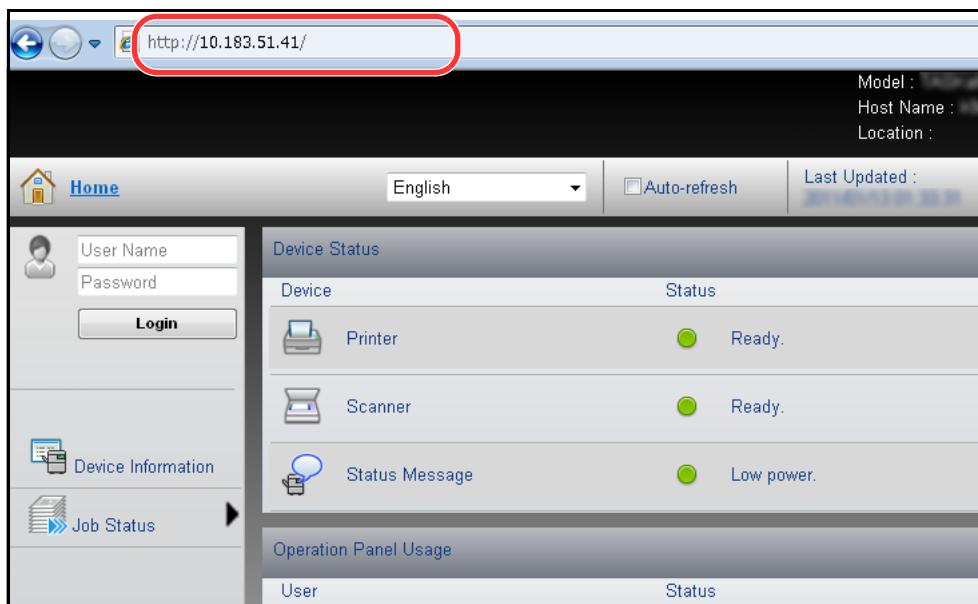 http://10.183.51.41/
Model :
Host Name :
Location :
Home
English
Auto-refresh
Last Updated :
User Name
Password
Login
Device Information
Job Status
Device Status
Device Status
Printer Ready.
Scanner Ready.
Status Message Low power.
Operation Panel Usage
User Status